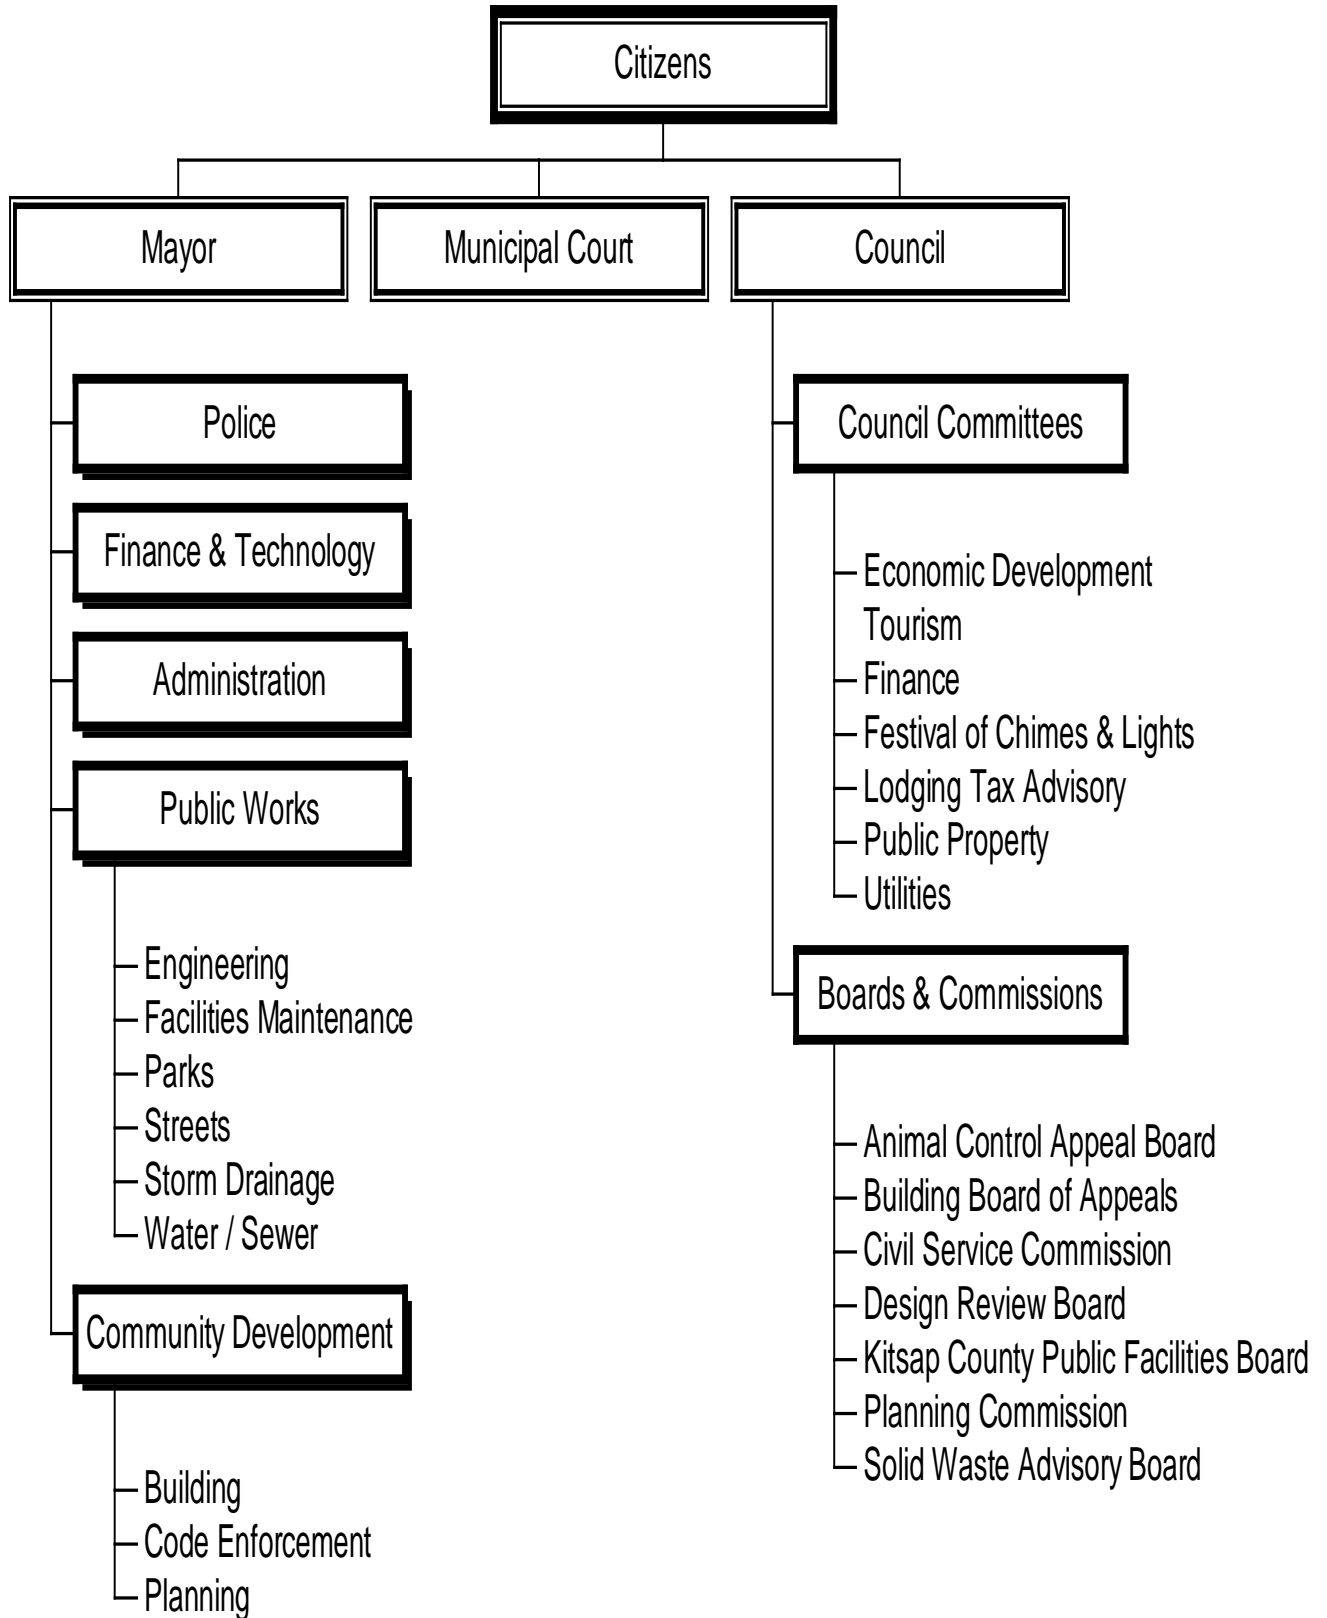 Citizens
Mayor
Municipal Court
Council
Police
Finance & Technology
Administration
Public Works
Engineering
Facilities Maintenance
Parks
Streets
Storm Drainage
Water / Sewer
Community Development
Building
Code Enforcement
Planning
Council Committees
Economic Development
Tourism
Finance
Festival of Chimes & Lights
Lodging Tax Advisory
Public Property
Utilities
Boards & Commissions
Animal Control Appeal Board
Building Board of Appeals
Civil Service Commission
Design Review Board
Kitsap County Public Facilities Board
Planning Commission
Solid Waste Advisory Board